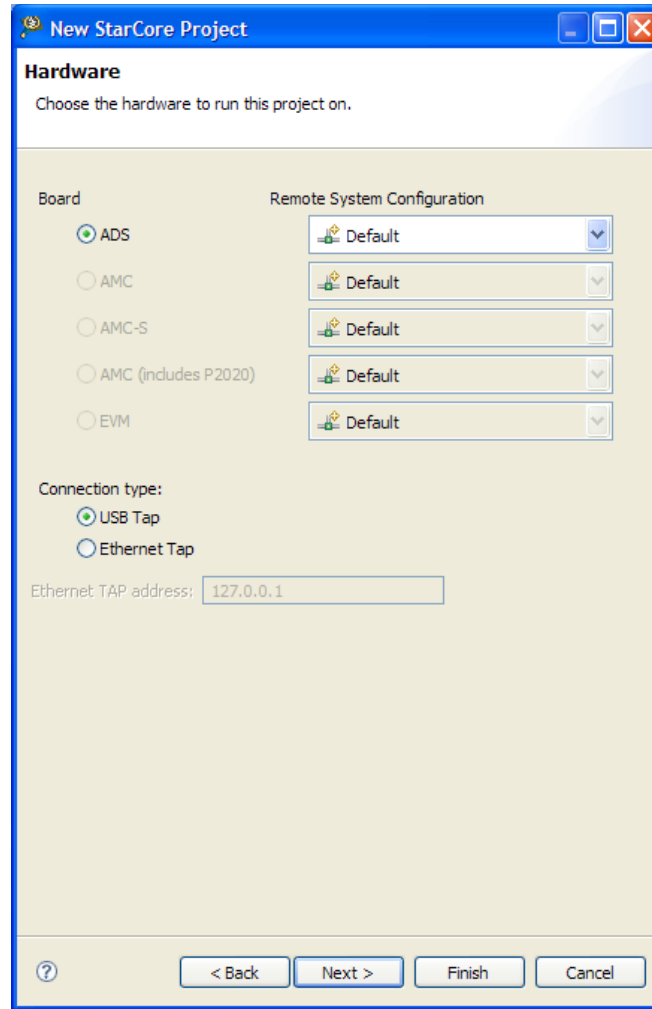 New StarCore Project
Hardware
Choose the hardware to run this project on.
Board Remote System Configuration
ADS Default
AMC Default
AMC-S Default
AMC (includes P2020) Default
EVM Default
Connection type:
USB Tap
Ethernet Tap
Ethernet TAP address: 127.0.0.1
? < Back Next > Finish Cancel